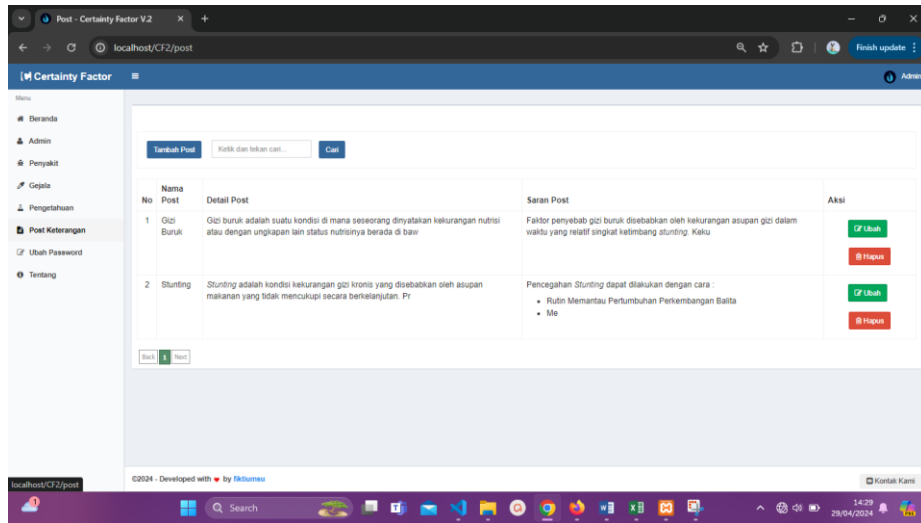 Post - Certainty Factor V.2
localhost/CF2/post
Finish update
Certainty Factor
Admin
Menu
Beranda
Admin
Penyakit
Gejala
Pengetahuan
Post Keterangan
Ubah Password
Tentang
Tambah Post
Ketik dan tekan cari...
Cari
No
Nama
Post
Detail Post
Saran Post
Aksi
1
Gizi
Buruk
Gizi buruk adalah suatu kondisi di mana seseorang dinyatakan kekurangan nutrisi
atau dengan ungkapan lain status nutrisinya berada di baw
Faktor penyebab gizi buruk disebabkan oleh kekurangan asupan gizi dalam
waktu yang relatif singkat ketimbang stunting. Keku
Ubah
Hapus
2
Stunting
Stunting adalah kondisi kekurangan gizi kronis yang disebabkan oleh asupan
makanan yang tidak mencukupi secara berkelanjutan. Pr
Pencegahan Stunting dapat dilakukan dengan cara :
• Rutin Memantau Pertumbuhan Perkembangan Balita
• Me
Ubah
Hapus
Back 1 Next
©2024 - Developed with ❤ by fiktiumsu
Kontak Kami
localhost/CF2/post
1
Search
14:29
29/04/2024